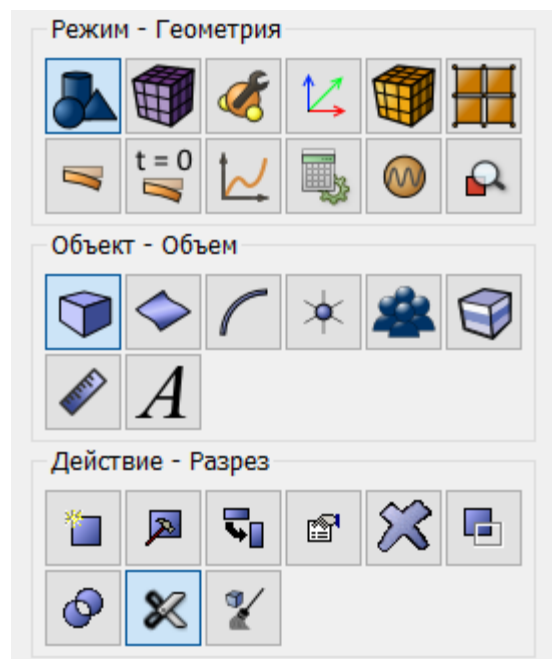 Режим - Геометрия
t = 0
Объект - Объем
A
Действие - Разрез